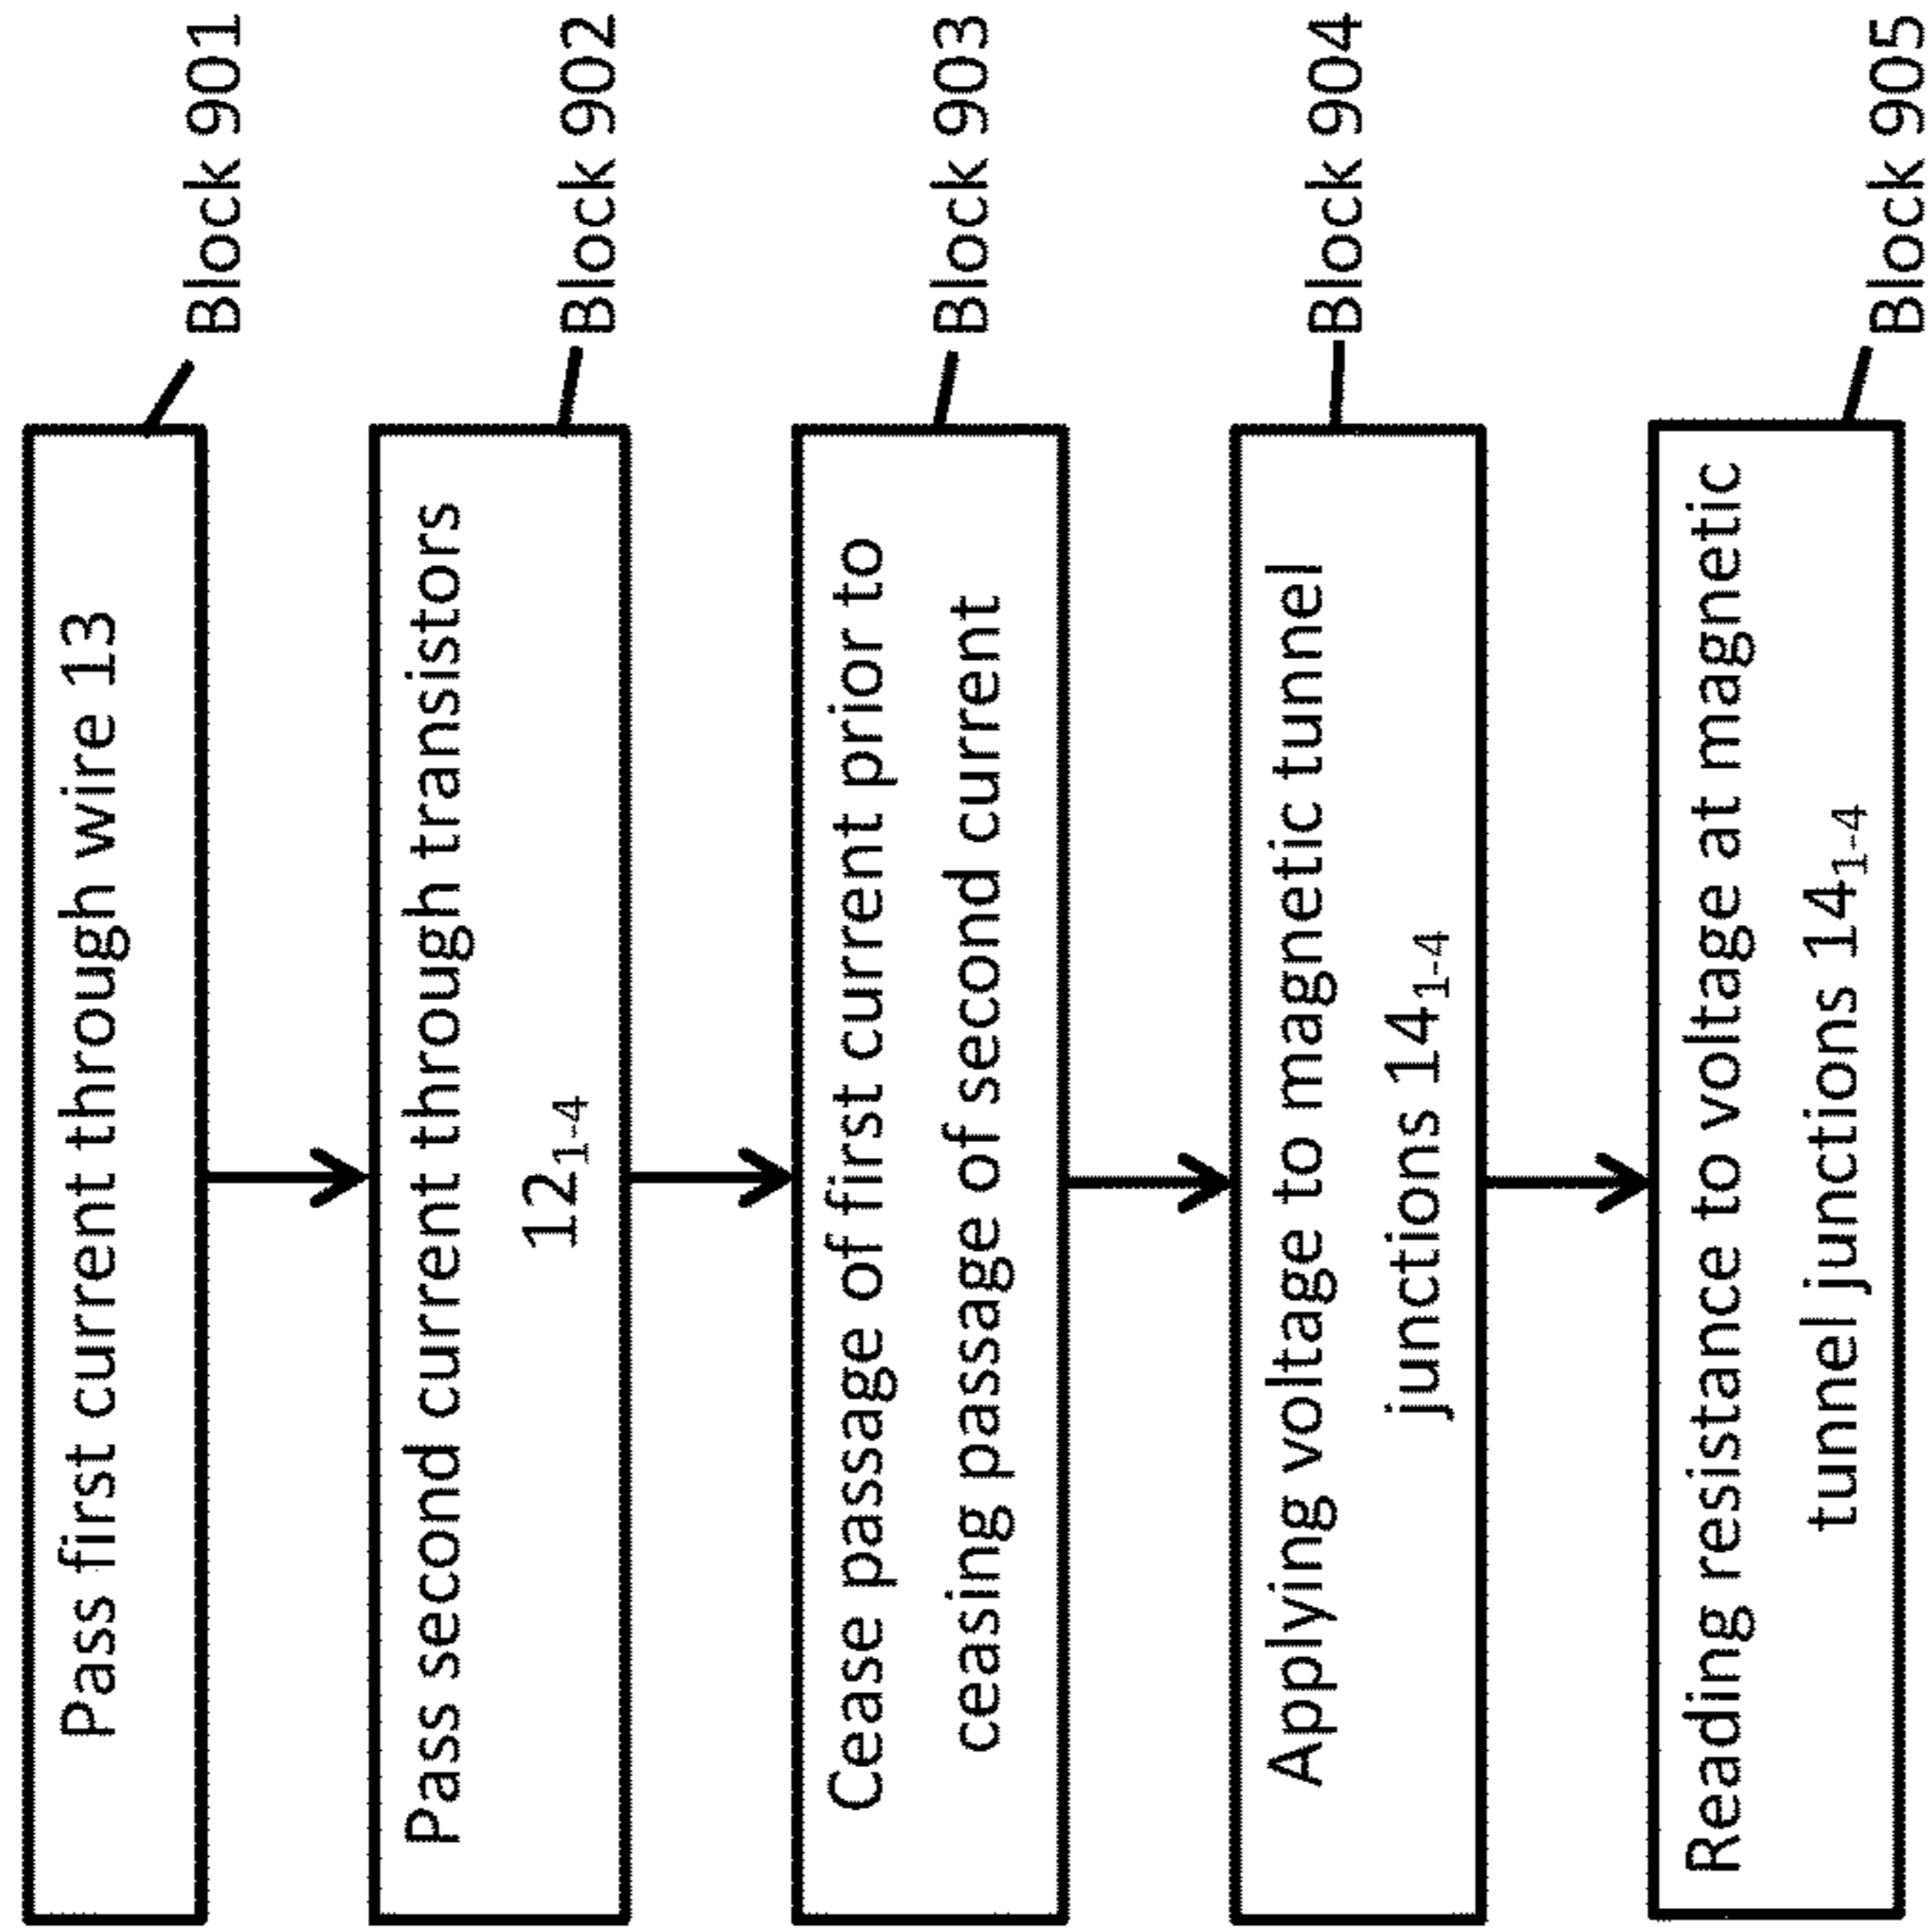 Pass first current through wire 13
Block 901
Pass second current through transistors
12₁₋₄
Block 902
Cease passage of first current prior to
ceasing passage of second current
Block 903
Applying voltage to magnetic tunnel
junctions 14₁₋₄
Block 904
Reading resistance to voltage at magnetic
tunnel junctions 14₁₋₄
Block 905